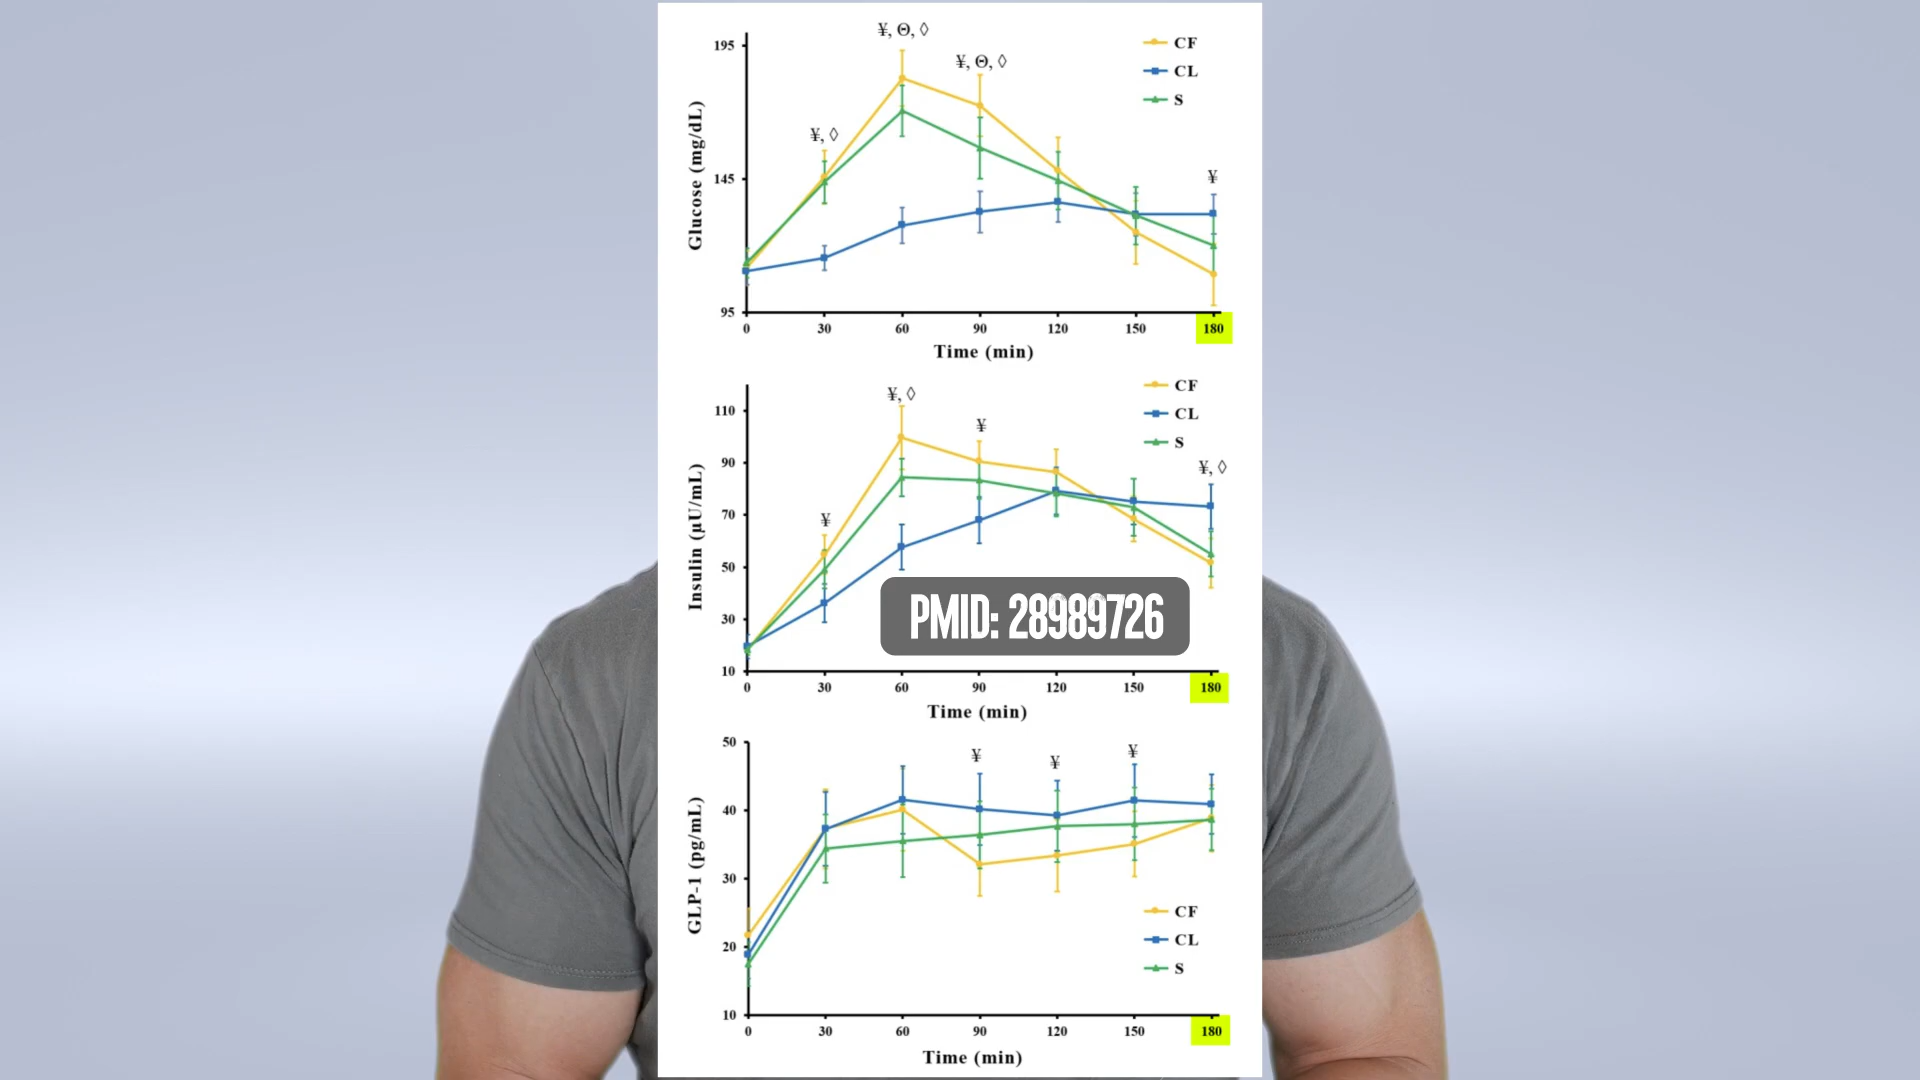 ¥, Θ, ◊
¥, Θ, ◊
¥, ◊
¥
CF
CL
S
Glucose (mg/dL)
195
145
95
0 30 60 90 120 150 180
Time (min)
¥, ◊
¥
¥
¥, ◊
CF
CL
S
Insulin (µU/mL)
110
90
70
50
30
10
PMID: 28989726
0 30 60 90 120 150 180
Time (min)
¥
¥
¥
GLP-1 (pg/mL)
50
40
30
20
10
CF
CL
S
0 30 60 90 120 150 180
Time (min)